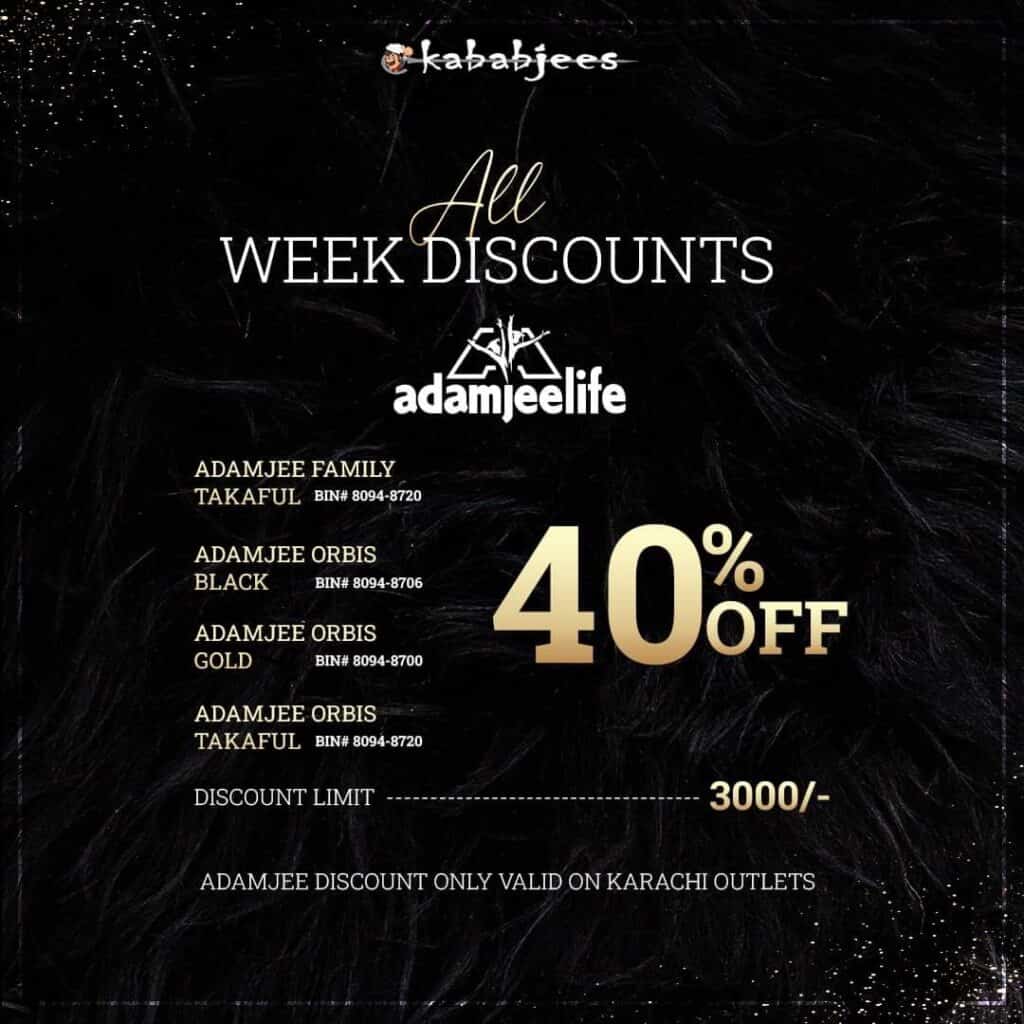 kababjees
All
WEEK DISCOUNTS
adamjeelife
ADAMJEE FAMILY
TAKAFUL BIN# 8094-8720
ADAMJEE ORBIS
BLACK BIN# 8094-8706
ADAMJEE ORBIS
GOLD BIN# 8094-8700
ADAMJEE ORBIS
TAKAFUL BIN# 8094-8720
40% OFF
DISCOUNT LIMIT 3000/-
ADAMJEE DISCOUNT ONLY VALID ON KARACHI OUTLETS